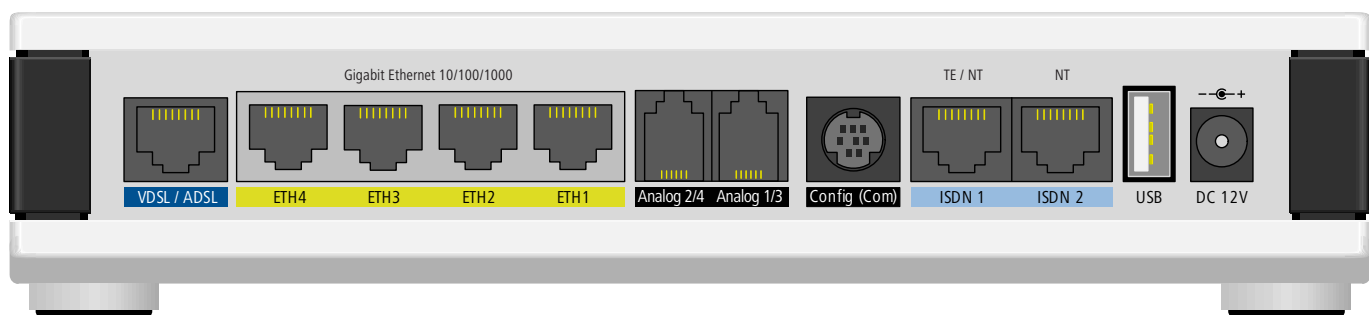 Gigabit Ethernet 10/100/1000
TE / NT
NT
--+
VDSL / ADSL
ETH4
ETH3
ETH2
ETH1
Analog 2/4
Analog 1/3
Config (Com)
ISDN 1
ISDN 2
USB
DC 12V